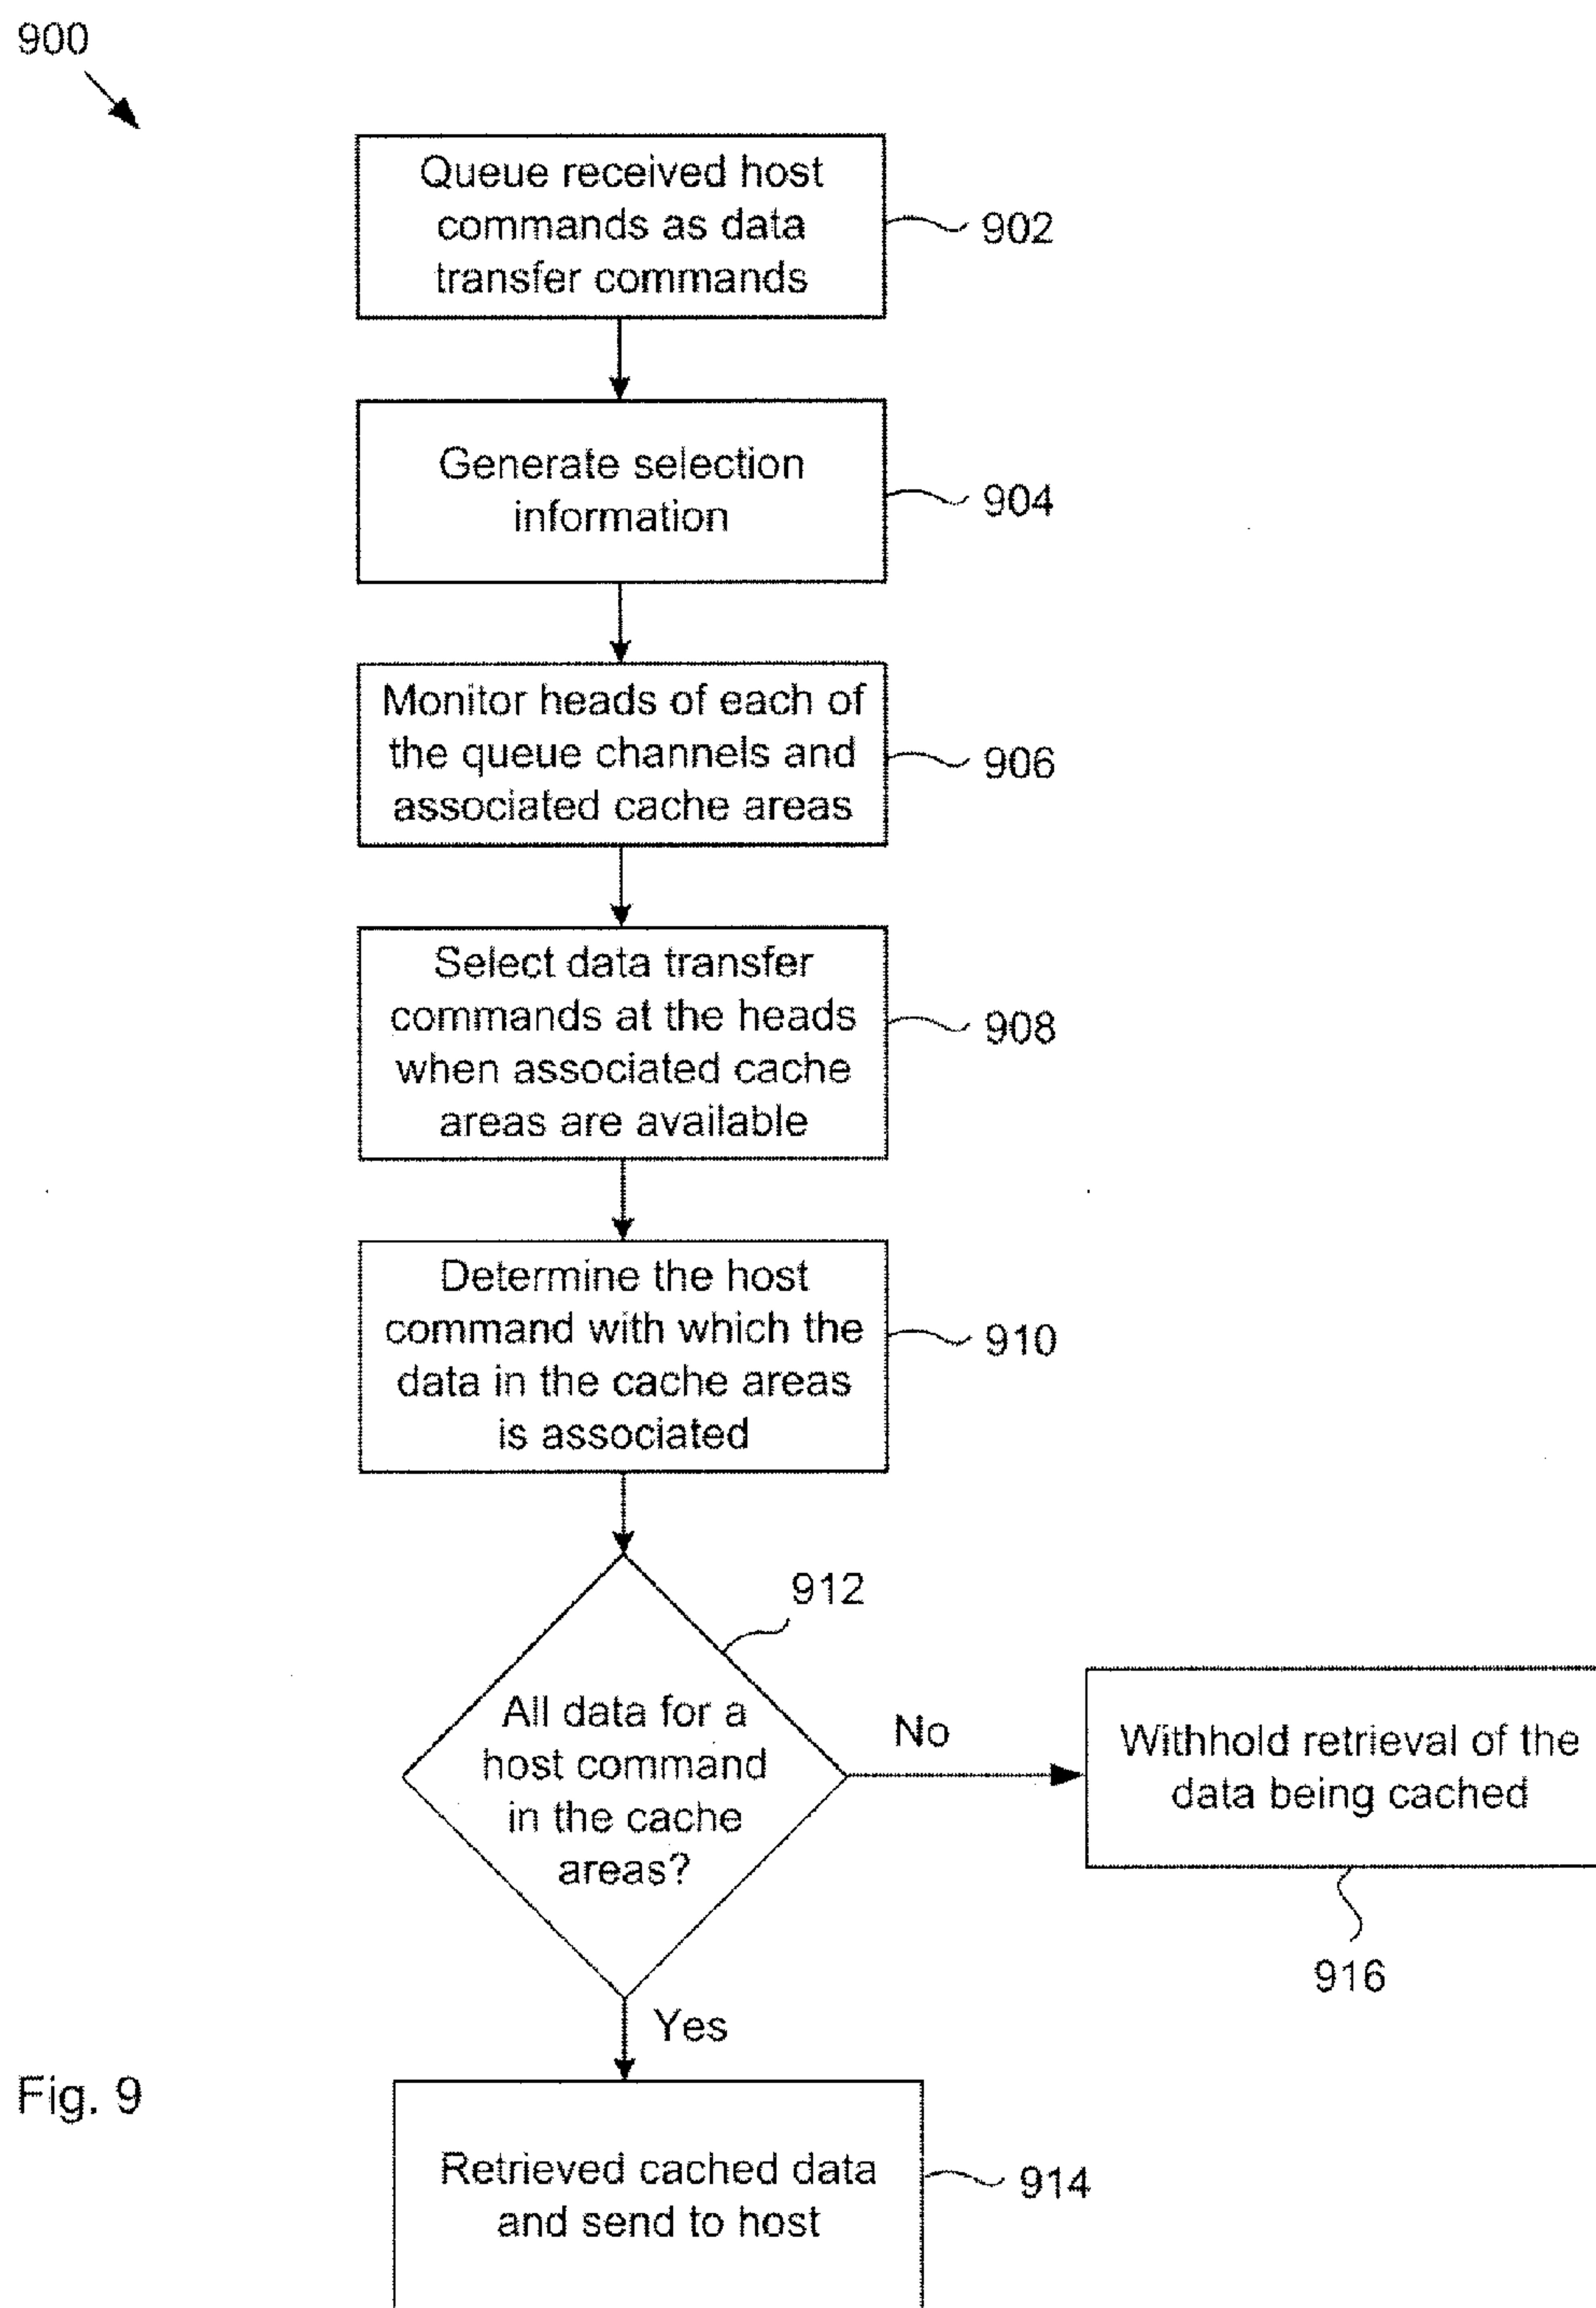 900
Queue received host
commands as data
transfer commands
902
Generate selection
information
904
Monitor heads of each of
the queue channels and
associated cache areas
906
Select data transfer
commands at the heads
when associated cache
areas are available
908
Determine the host
command with which the
data in the cache areas
is associated
910
912
All data for a
host command
in the cache
areas?
No
Withhold retrieval of the
data being cached
916
Yes
Fig. 9
Retrieved cached data
and send to host
914